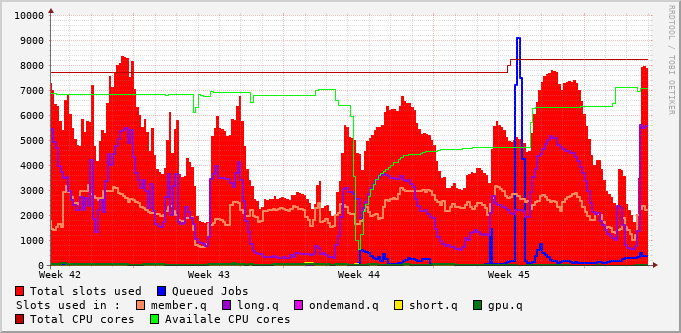 10000
9000
8000
7000
6000
5000
4000
3000
2000
1000
0
Week 42 Week 43 Week 44 Week 45
RRDTOOL / TOBI OETIKER
Total slots used Queued Jobs
Slots used in : member.q long.q ondemand.q short.q gpu.q
Total CPU cores Availale CPU cores